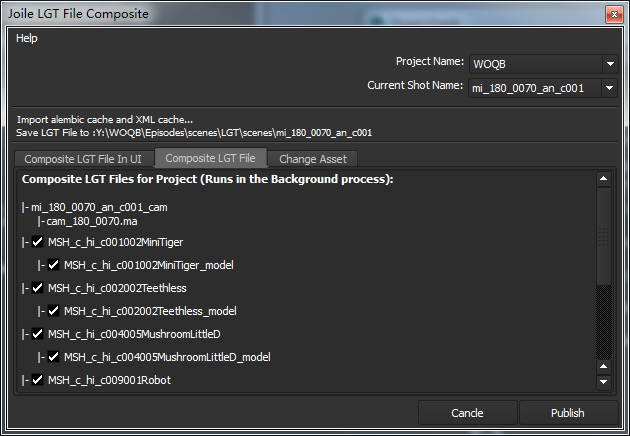 Joile LGT File Composite
Help
Project Name: WOQB
Current Shot Name: mi_180_0070_an_c001
Import alembic cache and XML cache...
Save LGT File to :Y:\WOQB\Episodes\scenes\LGT\scenes\mi_180_0070_an_c001
Composite LGT File In UI Composite LGT File Change Asset
Composite LGT Files for Project (Runs in the Background process):
|- mi_180_0070_an_c001_cam
|-cam_180_0070.ma
|- MSH_c_hi_c001002MiniTiger
|- MSH_c_hi_c001002MiniTiger_model
|- MSH_c_hi_c002002Teethless
|- MSH_c_hi_c002002Teethless_model
|- MSH_c_hi_c004005MushroomLittleD
|- MSH_c_hi_c004005MushroomLittleD_model
|- MSH_c_hi_c009001Robot
Cancle Publish